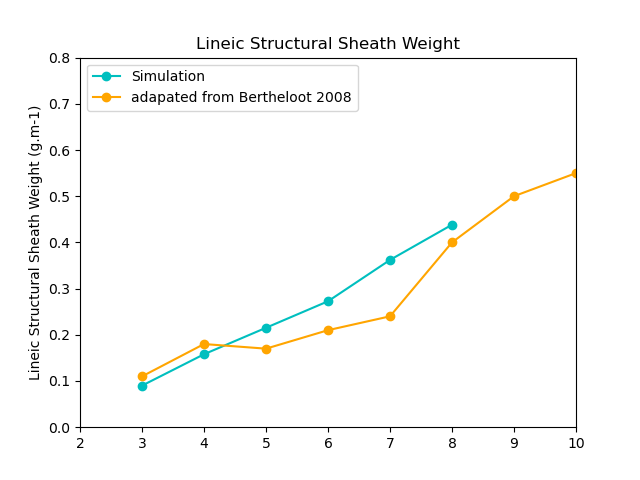 Lineic Structural Sheath Weight
Simulation
adapated from Bertheloot 2008
Lineic Structural Sheath Weight (g.m-1)
0.8
0.7
0.6
0.5
0.4
0.3
0.2
0.1
0.0
2 3 4 5 6 7 8 9 10